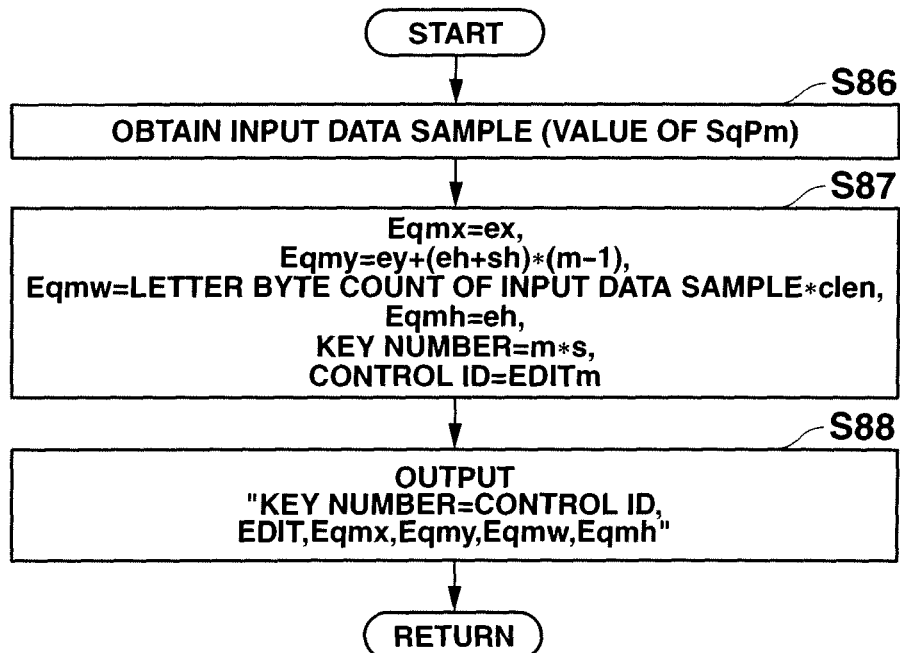 START
S86
OBTAIN INPUT DATA SAMPLE (VALUE OF SqPm)
S87
Eqmx=ex,
Eqmy=ey+(eh+sh)*(m-1),
Eqmw=LETTER BYTE COUNT OF INPUT DATA SAMPLE*clen,
Eqmh=eh,
KEY NUMBER=m*s,
CONTROL ID=EDITm
S88
OUTPUT
"KEY NUMBER=CONTROL ID,
EDIT,Eqmx,Eqmy,Eqmw,Eqmh"
RETURN